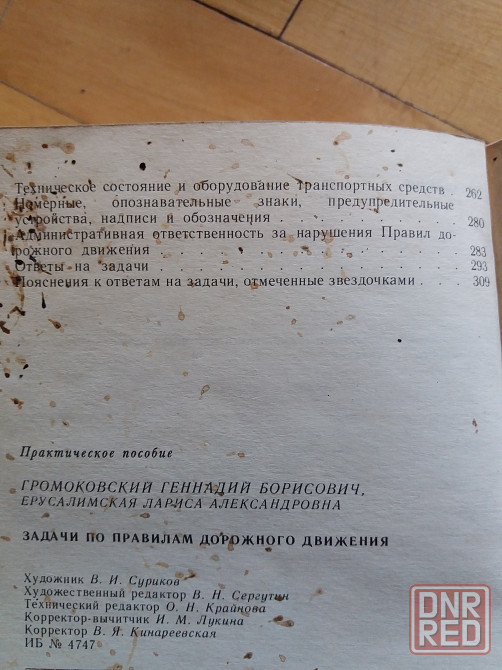 Техническое состояние и оборудование транспортных средств . 262
Номерные, опознавательные знаки, предупредительные
устройства, надписи и обозначения . . . . . . . . . 280
Административная ответственность за нарушения Правил до-
рожного движения . . . . . . . . . . . . . . . . 283
Ответы на задачи . . . . . . . . . . . . . . . . 293
Пояснения к ответам на задачи, отмеченные звездочками . . . 309
Практическое пособие
ГРОМОКОВСКИЙ ГЕННАДИЙ БОРИСОВИЧ,
ЕРУСАЛИМСКАЯ ЛАРИСА АЛЕКСАНДРОВНА
ЗАДАЧИ ПО ПРАВИЛАМ ДОРОЖНОГО ДВИЖЕНИЯ
Художник В. И. Суриков
Художественный редактор В. Н. Сергутин
Технический редактор О. Н. Крайнова
Корректор-вычитчик И. М. Лукина
Корректор В. Я. Кинареевская
ИБ № 4747
DNR
RED